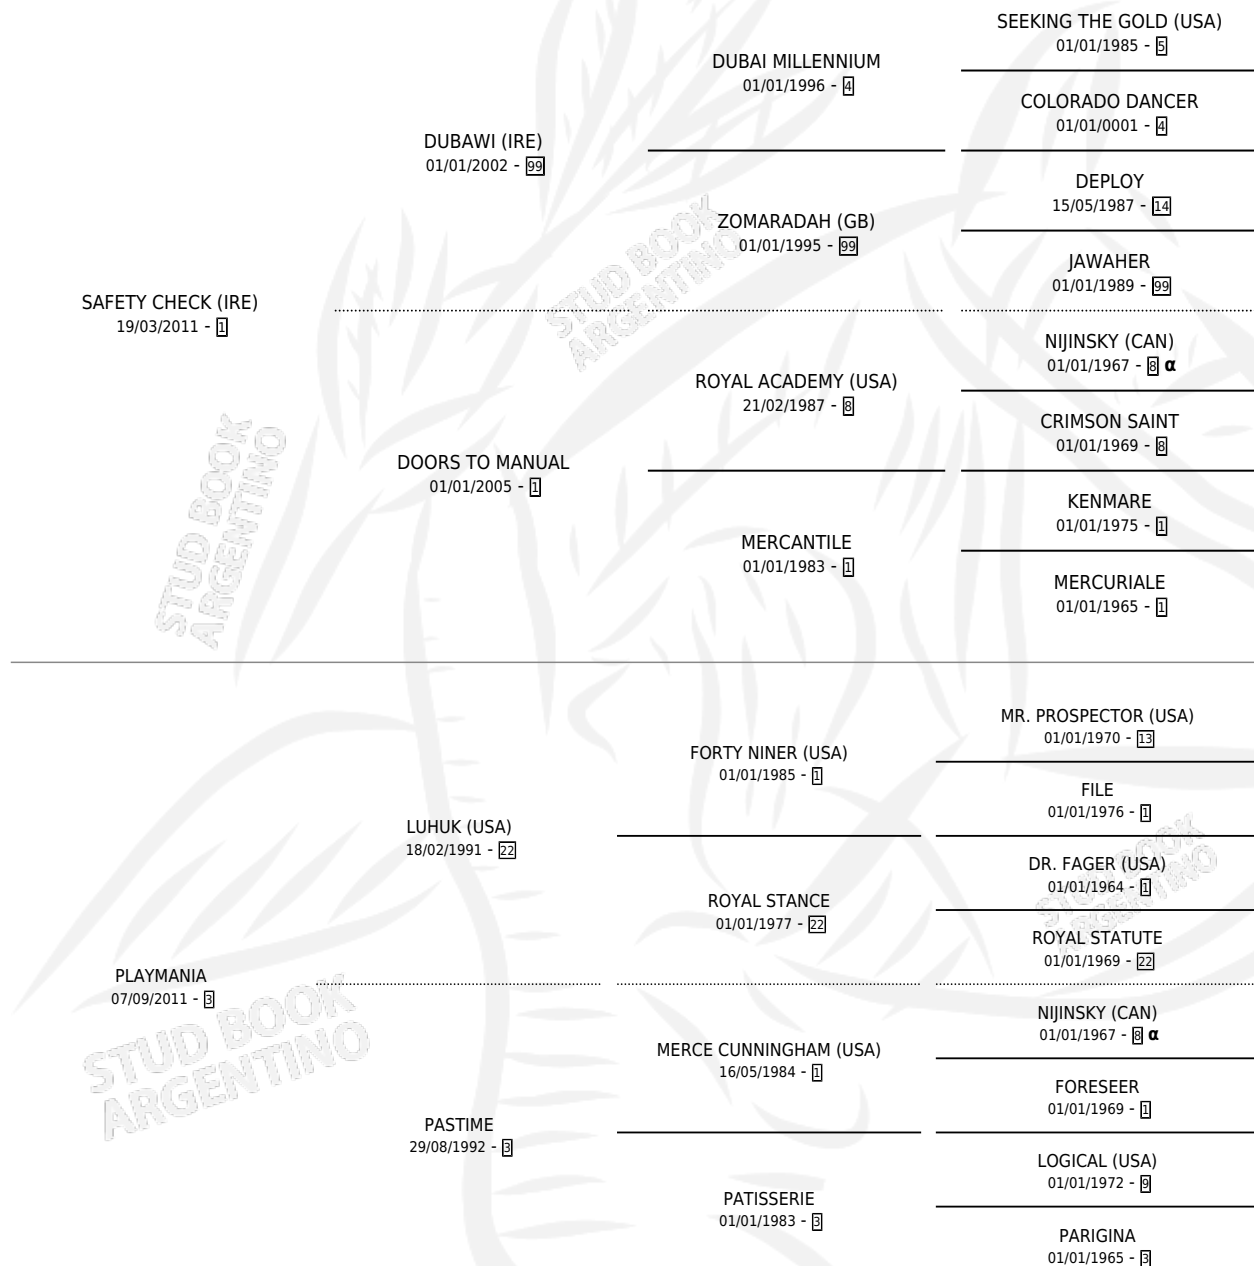 SEEKING THE GOLD (USA)
01/01/1985 - 5
DUBAI MILLENNIUM
01/01/1996 - 4
COLORADO DANCER
01/01/0001 - 4
DUBAWI (IRE)
01/01/2002 - 99
DEPLOY
15/05/1987 - 14
ZOMARADAH (GB)
01/01/1995 - 99
JAWAHER
01/01/1989 - 99
SAFETY CHECK (IRE)
19/03/2011 - 1
NIJINSKY (CAN)
01/01/1967 - 8 α
ROYAL ACADEMY (USA)
21/02/1987 - 8
CRIMSON SAINT
01/01/1969 - 8
DOORS TO MANUAL
01/01/2005 - 1
KENMARE
01/01/1975 - 1
MERCANTILE
01/01/1983 - 1
MERCURIALE
01/01/1965 - 1
MR. PROSPECTOR (USA)
01/01/1970 - 13
FORTY NINER (USA)
01/01/1985 - 1
FILE
01/01/1976 - 1
LUHUK (USA)
18/02/1991 - 22
DR. FAGER (USA)
01/01/1964 - 1
ROYAL STANCE
01/01/1977 - 22
ROYAL STATUTE
01/01/1969 - 22
PLAYMANIA
07/09/2011 - 3
NIJINSKY (CAN)
01/01/1967 - 8 α
MERCE CUNNINGHAM (USA)
16/05/1984 - 1
FORESEER
01/01/1969 - 1
PASTIME
29/08/1992 - 3
LOGICAL (USA)
01/01/1972 - 9
PATISSERIE
01/01/1983 - 3
PARIGINA
01/01/1965 - 3
STUD BOOK
ARGENTINO
STUD BOOK
ARGENTINO
STUD BOOK
ARGENTINO
STUD BOOK
ARGENTINO